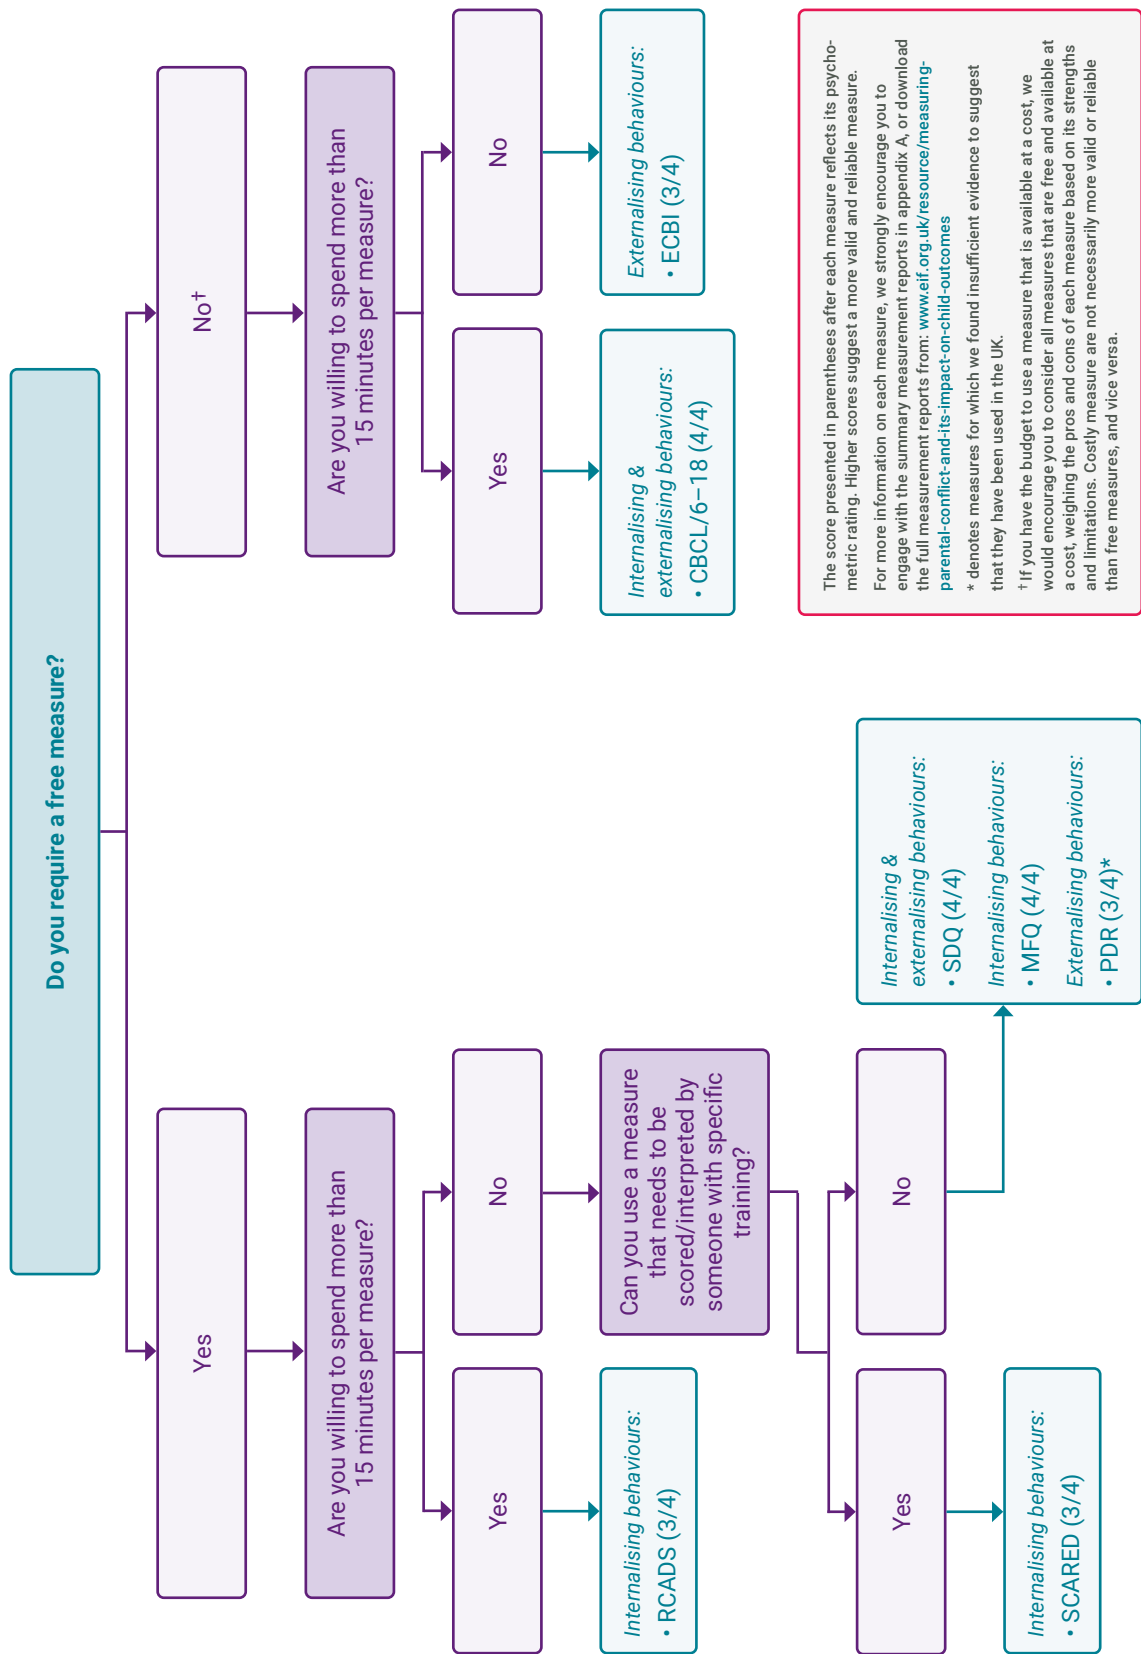 Do you require a free measure?
Yes
No†
Are you willing to spend more than
15 minutes per measure?
Are you willing to spend more than
15 minutes per measure?
Yes
No
Yes
No
Internalising behaviours:
• RCADS (3/4)
Can you use a measure
that needs to be
scored/interpreted by
someone with specific
training?
Internalising &
externalising behaviours:
• CBCL/6–18 (4/4)
Externalising behaviours:
• ECBI (3/4)
Yes
No
Internalising behaviours:
• SCARED (3/4)
Internalising &
externalising behaviours:
• SDQ (4/4)
Internalising behaviours:
• MFQ (4/4)
Externalising behaviours:
• PDR (3/4)*
The score presented in parentheses after each measure reflects its psycho-
metric rating. Higher scores suggest a more valid and reliable measure.
For more information on each measure, we strongly encourage you to
engage with the summary measurement reports in appendix A, or download
the full measurement reports from: www.eif.org.uk/resource/measuring-
parental-conflict-and-its-impact-on-child-outcomes
* denotes measures for which we found insufficient evidence to suggest
that they have been used in the UK.
† If you have the budget to use a measure that is available at a cost, we
would encourage you to consider all measures that are free and available at
a cost, weighing the pros and cons of each measure based on its strengths
and limitations. Costly measure are not necessarily more valid or reliable
than free measures, and vice versa.